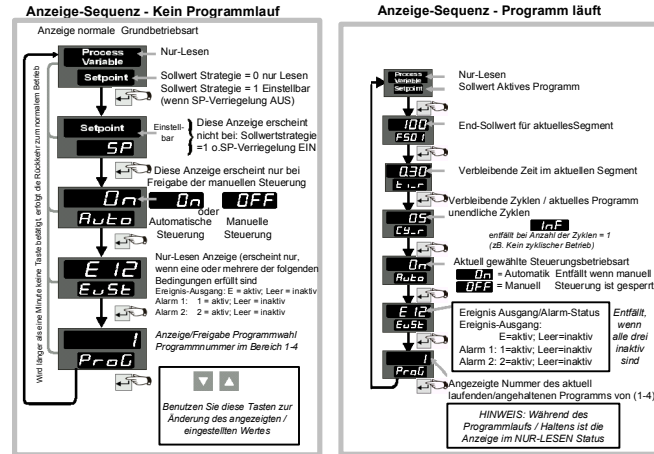 Anzeige-Sequenz - Kein Programmlauf
Anzeige normale Grundbetriebsart
Process
Variable
Setpoint
Nur-Lesen
Sollwert Strategie = 0 nur Lesen
Sollwert Strategie = 1 Einstellbar
(wenn SP-Verriegelung AUS)
Setpoint
SP
Einstell-
bar
Diese Anzeige erscheint
nicht bei: Sollwertstrategie
=1 o.SP-Verriegelung EIN
Diese Anzeige erscheint nur bei
Freigabe der manuellen Steuerung
On
Auto
On
oder
OFF
Automatische
Steuerung
Manuelle
Steuerung
E 12
EuSt
Nur-Lesen Anzeige (erscheint nur,
wenn eine oder mehrere der folgenden
Bedingungen erfüllt sind
Ereignis-Ausgang: E = aktiv; Leer = inaktiv
Alarm 1: 1 = aktiv; Leer = inaktiv
Alarm 2: 2 = aktiv; Leer = inaktiv
1
ProG
Anzeige/Freigabe Programmwahl
Programmnummer im Bereich 1-4
Benutzen Sie diese Tasten zur
Änderung des angezeigten /
eingestellten Wertes
Wird länger als eine Minute keine Taste betätigt, erfolgt die Rückkehr zum normalem Betrieb
Anzeige-Sequenz - Programm läuft
Process
Variable
Setpoint
Nur-Lesen
Sollwert Aktives Programm
100
FS01
End-Sollwert für aktuellesSegment
0.30
t1_r
Verbleibende Zeit im aktuellen Segment
05
CY_r
Verbleibende Zyklen / aktuelles Programm
unendliche Zyklen
InF
entfällt bei Anzahl der Zyklen = 1
(zB. Kein zyklischer Betrieb)
On
Auto
Aktuell gewählte Steuerungsbetriebsart
On = Automatik Entfällt wenn manuell
OFF = Manuell Steuerung ist gesperrt
E 12
EuSt
Ereignis Ausgang/Alarm-Status
Ereignis-Ausgang:
E=aktiv; Leer=inaktiv
Alarm 1: 1=aktiv; Leer=inaktiv
Alarm 2: 2=aktiv; Leer=inaktiv
Entfällt,
wenn
alle drei
inaktiv
sind
1
ProG
Angezeigte Nummer des aktuell
laufenden/angehaltenen Programms von (1-4)
HINWEIS: Während des
Programmlaufs / Haltens ist die
Anzeige im NUR-LESEN Status